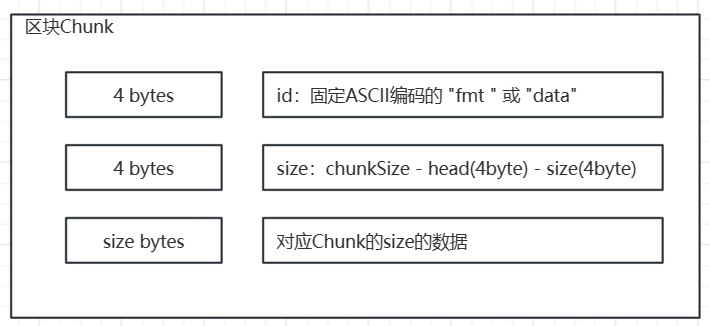 区块Chunk
4 bytes
id：固定ASCII编码的 "fmt " 或 "data"
4 bytes
size：chunkSize - head(4byte) - size(4byte)
size bytes
对应Chunk的size的数据